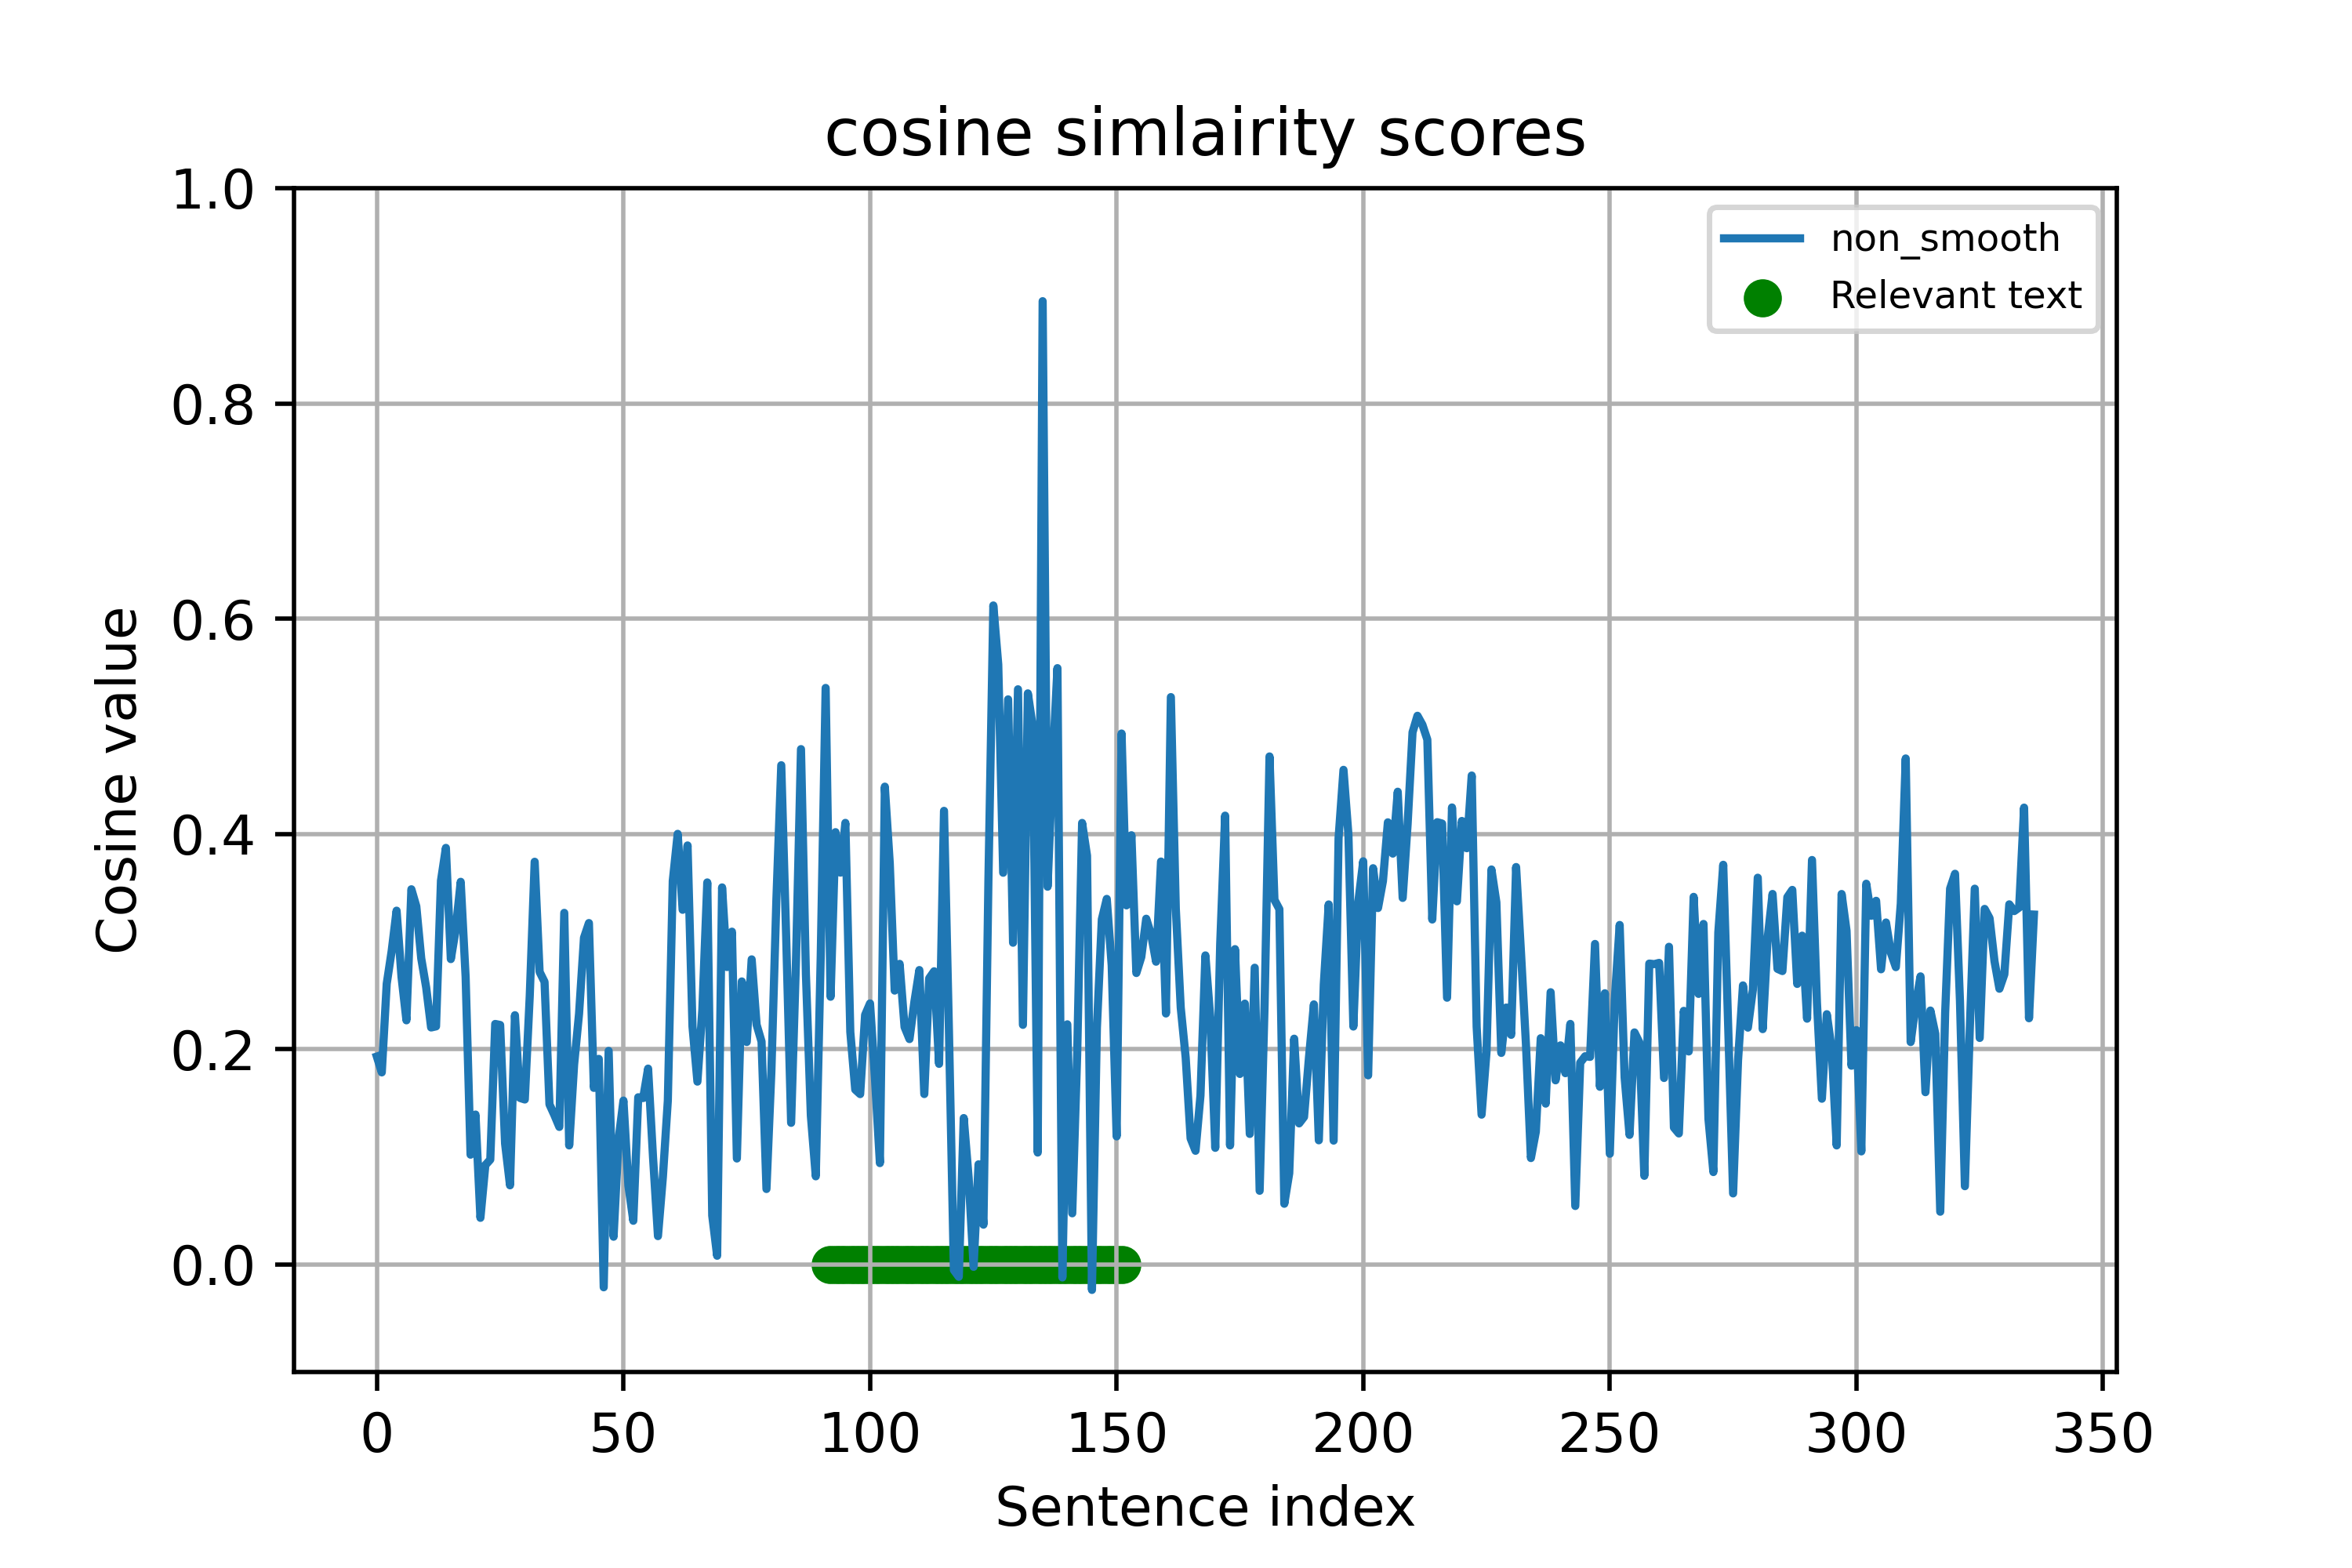 cosine simlairity scores
1.0
0.8
0.6
0.4
0.2
0.0
Cosine value
non_smooth
Relevant text
0 50 100 150 200 250 300 350
Sentence index